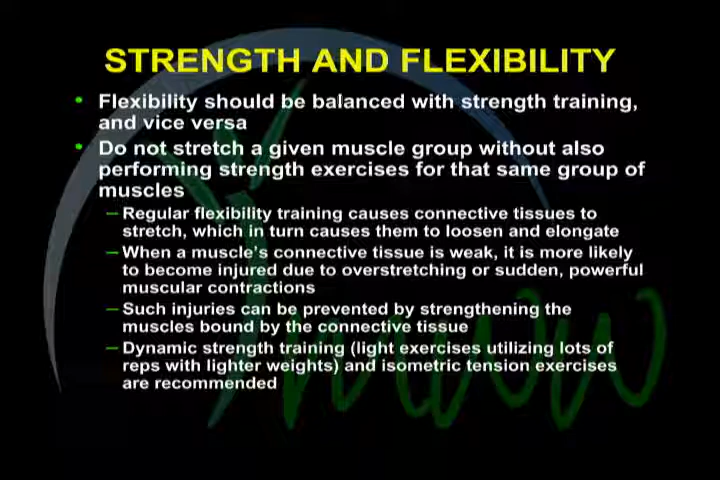 STRENGTH AND FLEXIBILITY
• Flexibility should be balanced with strength training,
and vice versa
• Do not stretch a given muscle group without also
performing strength exercises for that same group of
muscles
– Regular flexibility training causes connective tissues to
stretch, which in turn causes them to loosen and elongate
– When a muscle's connective tissue is weak, it is more likely
to become injured due to overstretching or sudden, powerful
muscular contractions
– Such injuries can be prevented by strengthening the
muscles bound by the connective tissue
– Dynamic strength training (light exercises utilizing lots of
reps with lighter weights) and isometric tension exercises
are recommended